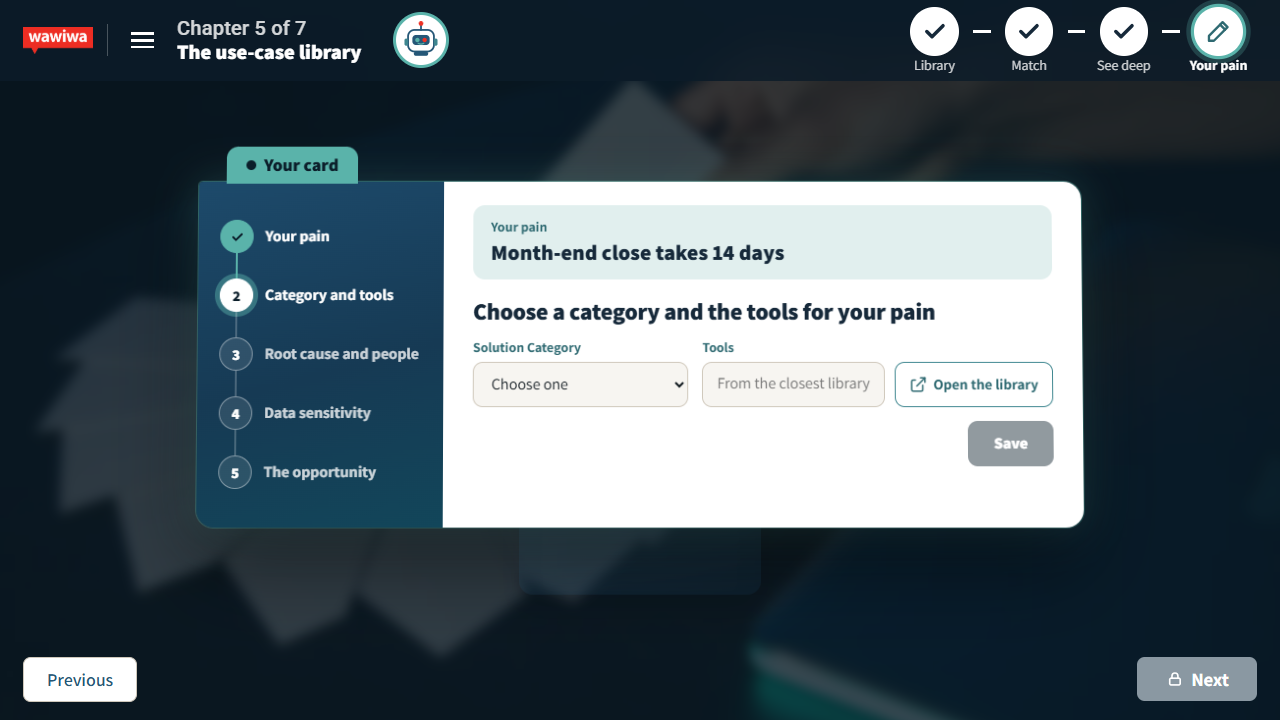 wawiwa
Chapter 5 of 7
The use-case library
Library
Match
See deep
Your pain
Your card
Your pain
2 Category and tools
3 Root cause and people
4 Data sensitivity
5 The opportunity
Your pain
Month-end close takes 14 days
Choose a category and the tools for your pain
Solution Category
Tools
Choose one
From the closest library
Open the library
Save
Previous
Next